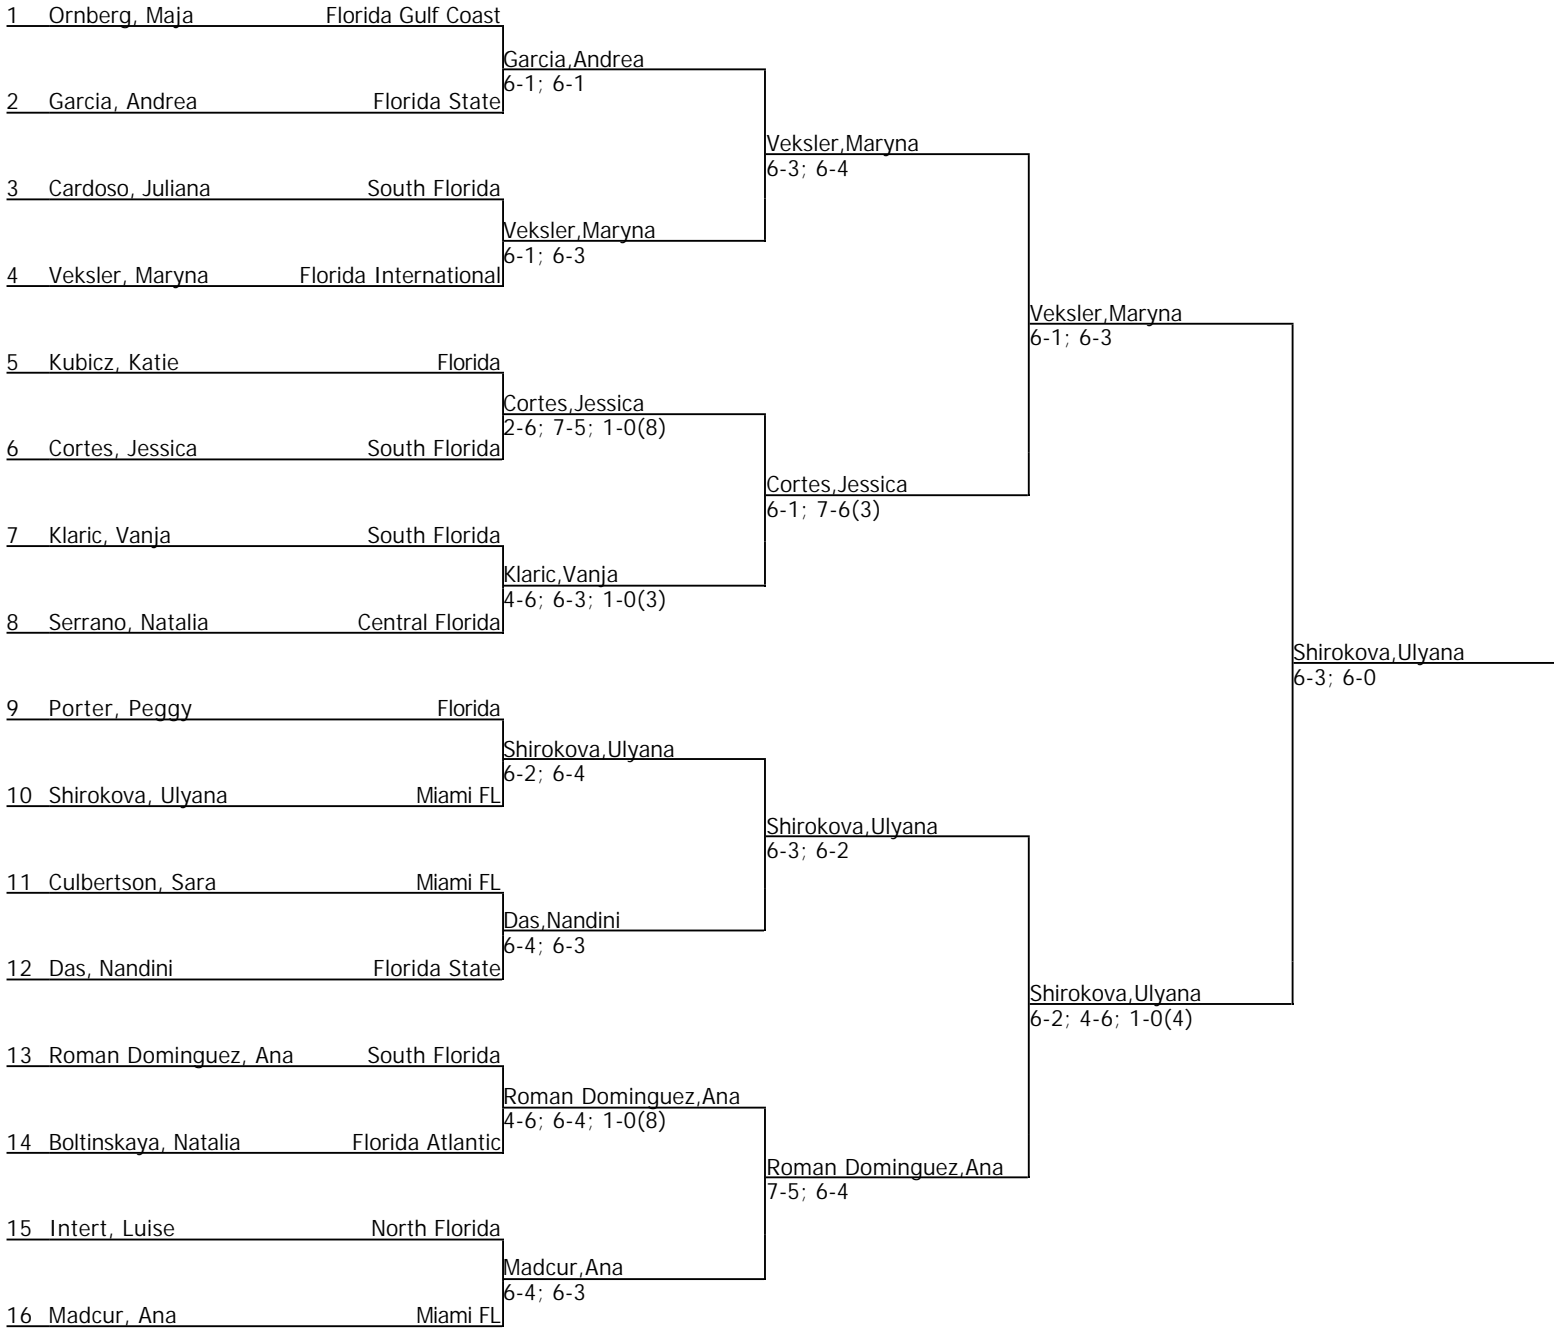 1 Ornberg, Maja Florida Gulf Coast
Garcia,Andrea
6-1; 6-1
2 Garcia, Andrea Florida State
Veksler,Maryna
6-3; 6-4
3 Cardoso, Juliana South Florida
Veksler,Maryna
6-1; 6-3
4 Veksler, Maryna Florida International
Veksler,Maryna
6-1; 6-3
5 Kubicz, Katie Florida
Cortes,Jessica
2-6; 7-5; 1-0(8)
6 Cortes, Jessica South Florida
Cortes,Jessica
6-1; 7-6(3)
7 Klaric, Vanja South Florida
Klaric,Vanja
4-6; 6-3; 1-0(3)
8 Serrano, Natalia Central Florida
Shirokova,Ulyana
6-3; 6-0
9 Porter, Peggy Florida
Shirokova,Ulyana
6-2; 6-4
10 Shirokova, Ulyana Miami FL
Shirokova,Ulyana
6-3; 6-2
11 Culbertson, Sara Miami FL
Das,Nandini
6-4; 6-3
12 Das, Nandini Florida State
Shirokova,Ulyana
6-2; 4-6; 1-0(4)
13 Roman Dominguez, Ana South Florida
Roman Dominguez,Ana
4-6; 6-4; 1-0(8)
14 Boltinskaya, Natalia Florida Atlantic
Roman Dominguez,Ana
7-5; 6-4
15 Intert, Luise North Florida
Madcur,Ana
6-4; 6-3
16 Madcur, Ana Miami FL